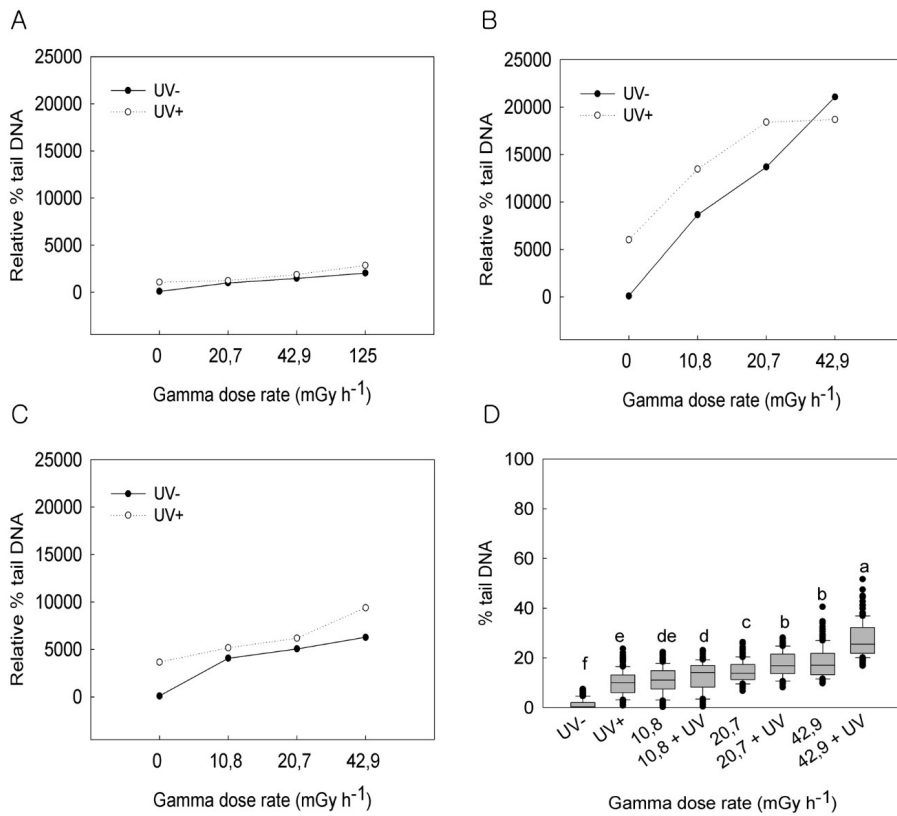 A
25000
20000
15000
10000
5000
0
Relative % tail DNA
UV-
UV+
0 20,7 42,9 125
Gamma dose rate (mGy h-1)
B
25000
20000
15000
10000
5000
0
Relative % tail DNA
UV-
UV+
0 10,8 20,7 42,9
Gamma dose rate (mGy h-1)
C
25000
20000
15000
10000
5000
0
Relative % tail DNA
UV-
UV+
0 10,8 20,7 42,9
Gamma dose rate (mGy h-1)
D
100
80
60
40
20
0
% tail DNA
f e de d c b b a
UV- UV+ 10,8 10,8 + UV 20,7 20,7 + UV 42,9 42,9 + UV
Gamma dose rate (mGy h-1)